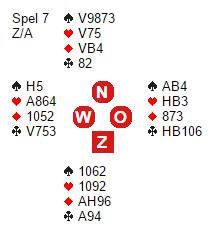 Spel 7 ♠ V9873
Z/A ♥ V75
♦ VB4
♣ 82
♠ H5 N ♠ AB4
♥ A864 ♥ HB3
♦ 1052 W O ♦ 873
♣ V753 Z ♣ HB106
♠ 1062
♥ 1092
♦ AH96
♣ A94